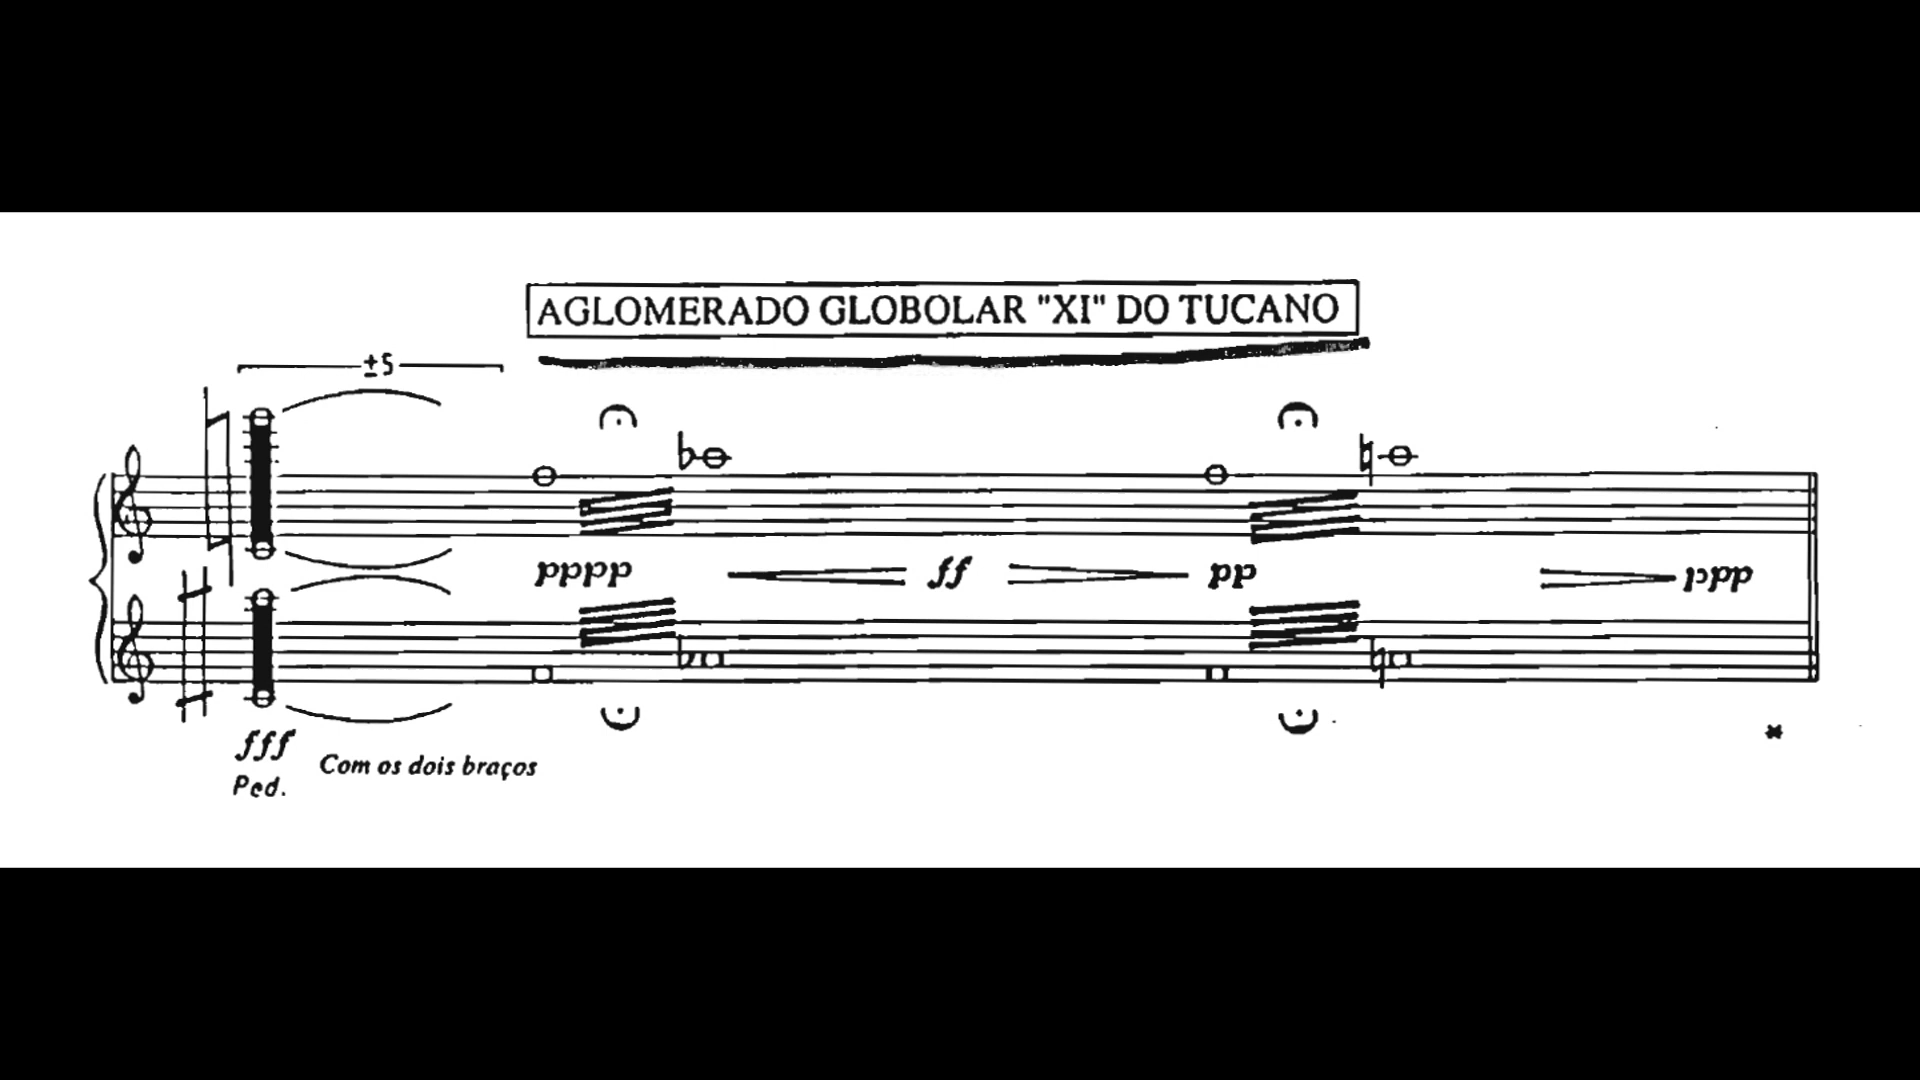 AGLOMERADO GLOBOLAR "XI" DO TUCANO
±5
pppp ff pp ppp
fff Com os dois braços
Ped.